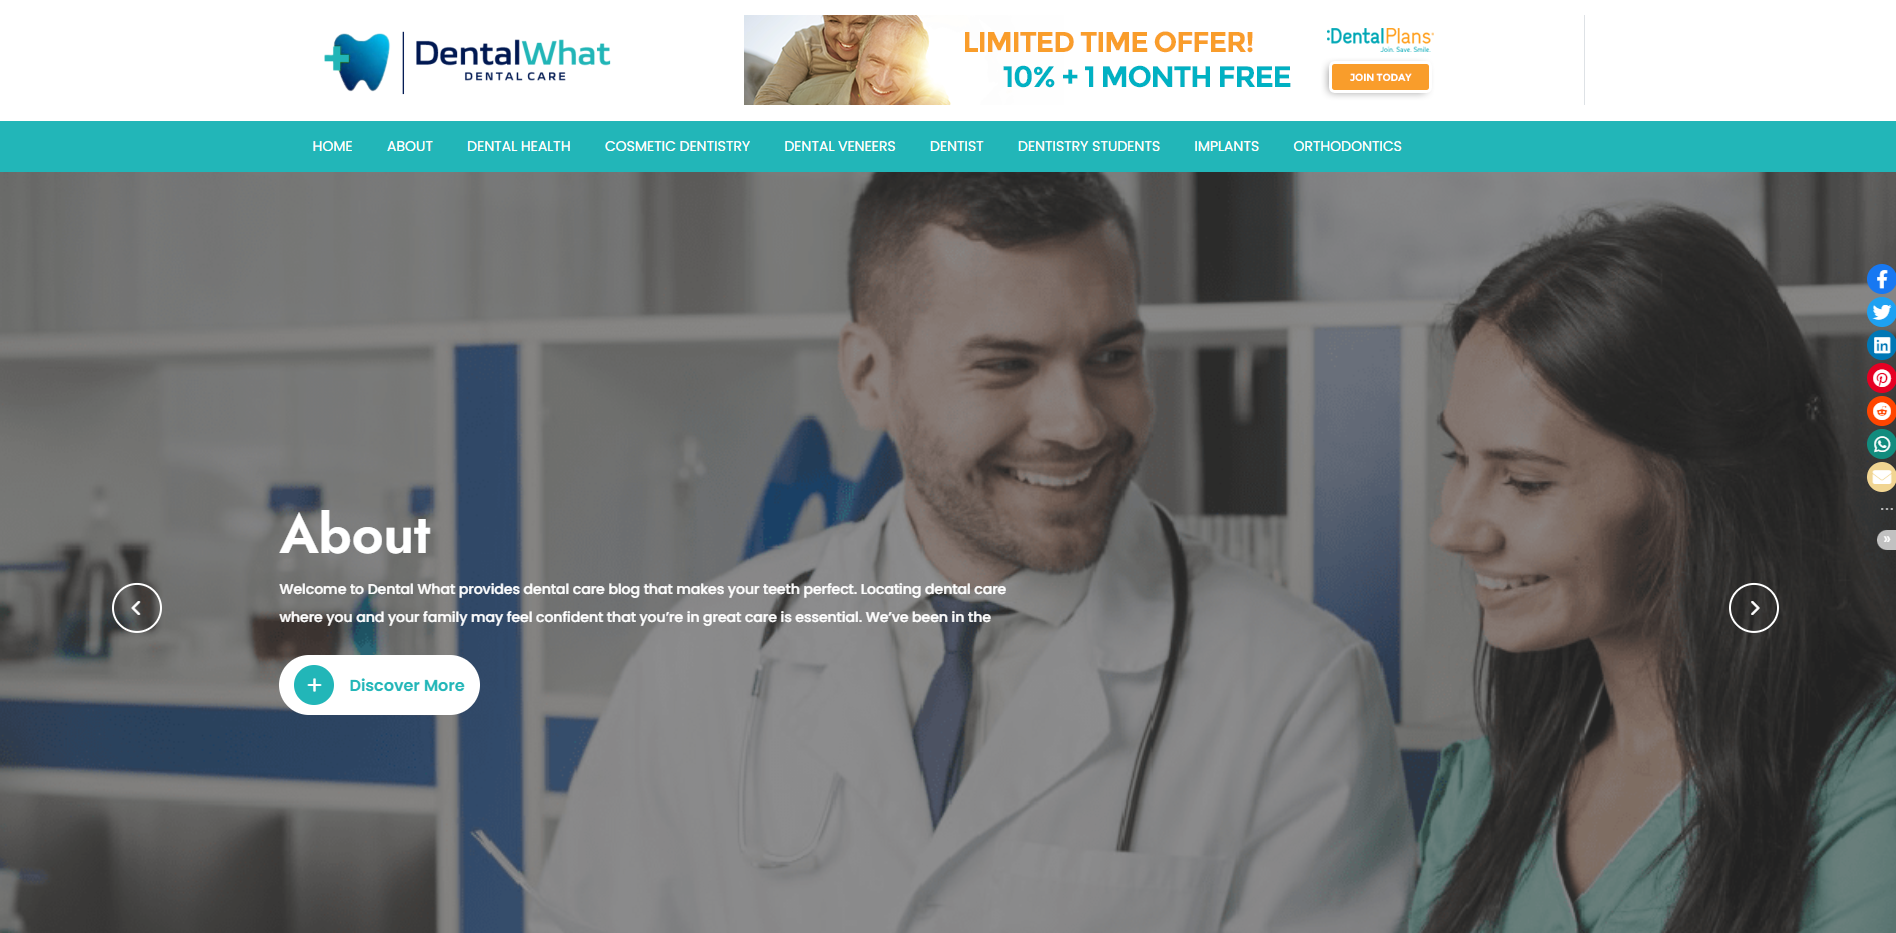 DentalWhat
DENTAL CARE
LIMITED TIME OFFER!
10% + 1 MONTH FREE
:DentalPlans
Join. Save. Smile.
JOIN TODAY
HOME ABOUT DENTAL HEALTH COSMETIC DENTISTRY DENTAL VENEERS DENTIST DENTISTRY STUDENTS IMPLANTS ORTHODONTICS
About
Welcome to Dental What provides dental care blog that makes your teeth perfect. Locating dental care
where you and your family may feel confident that you're in great care is essential. We've been in the
Discover More